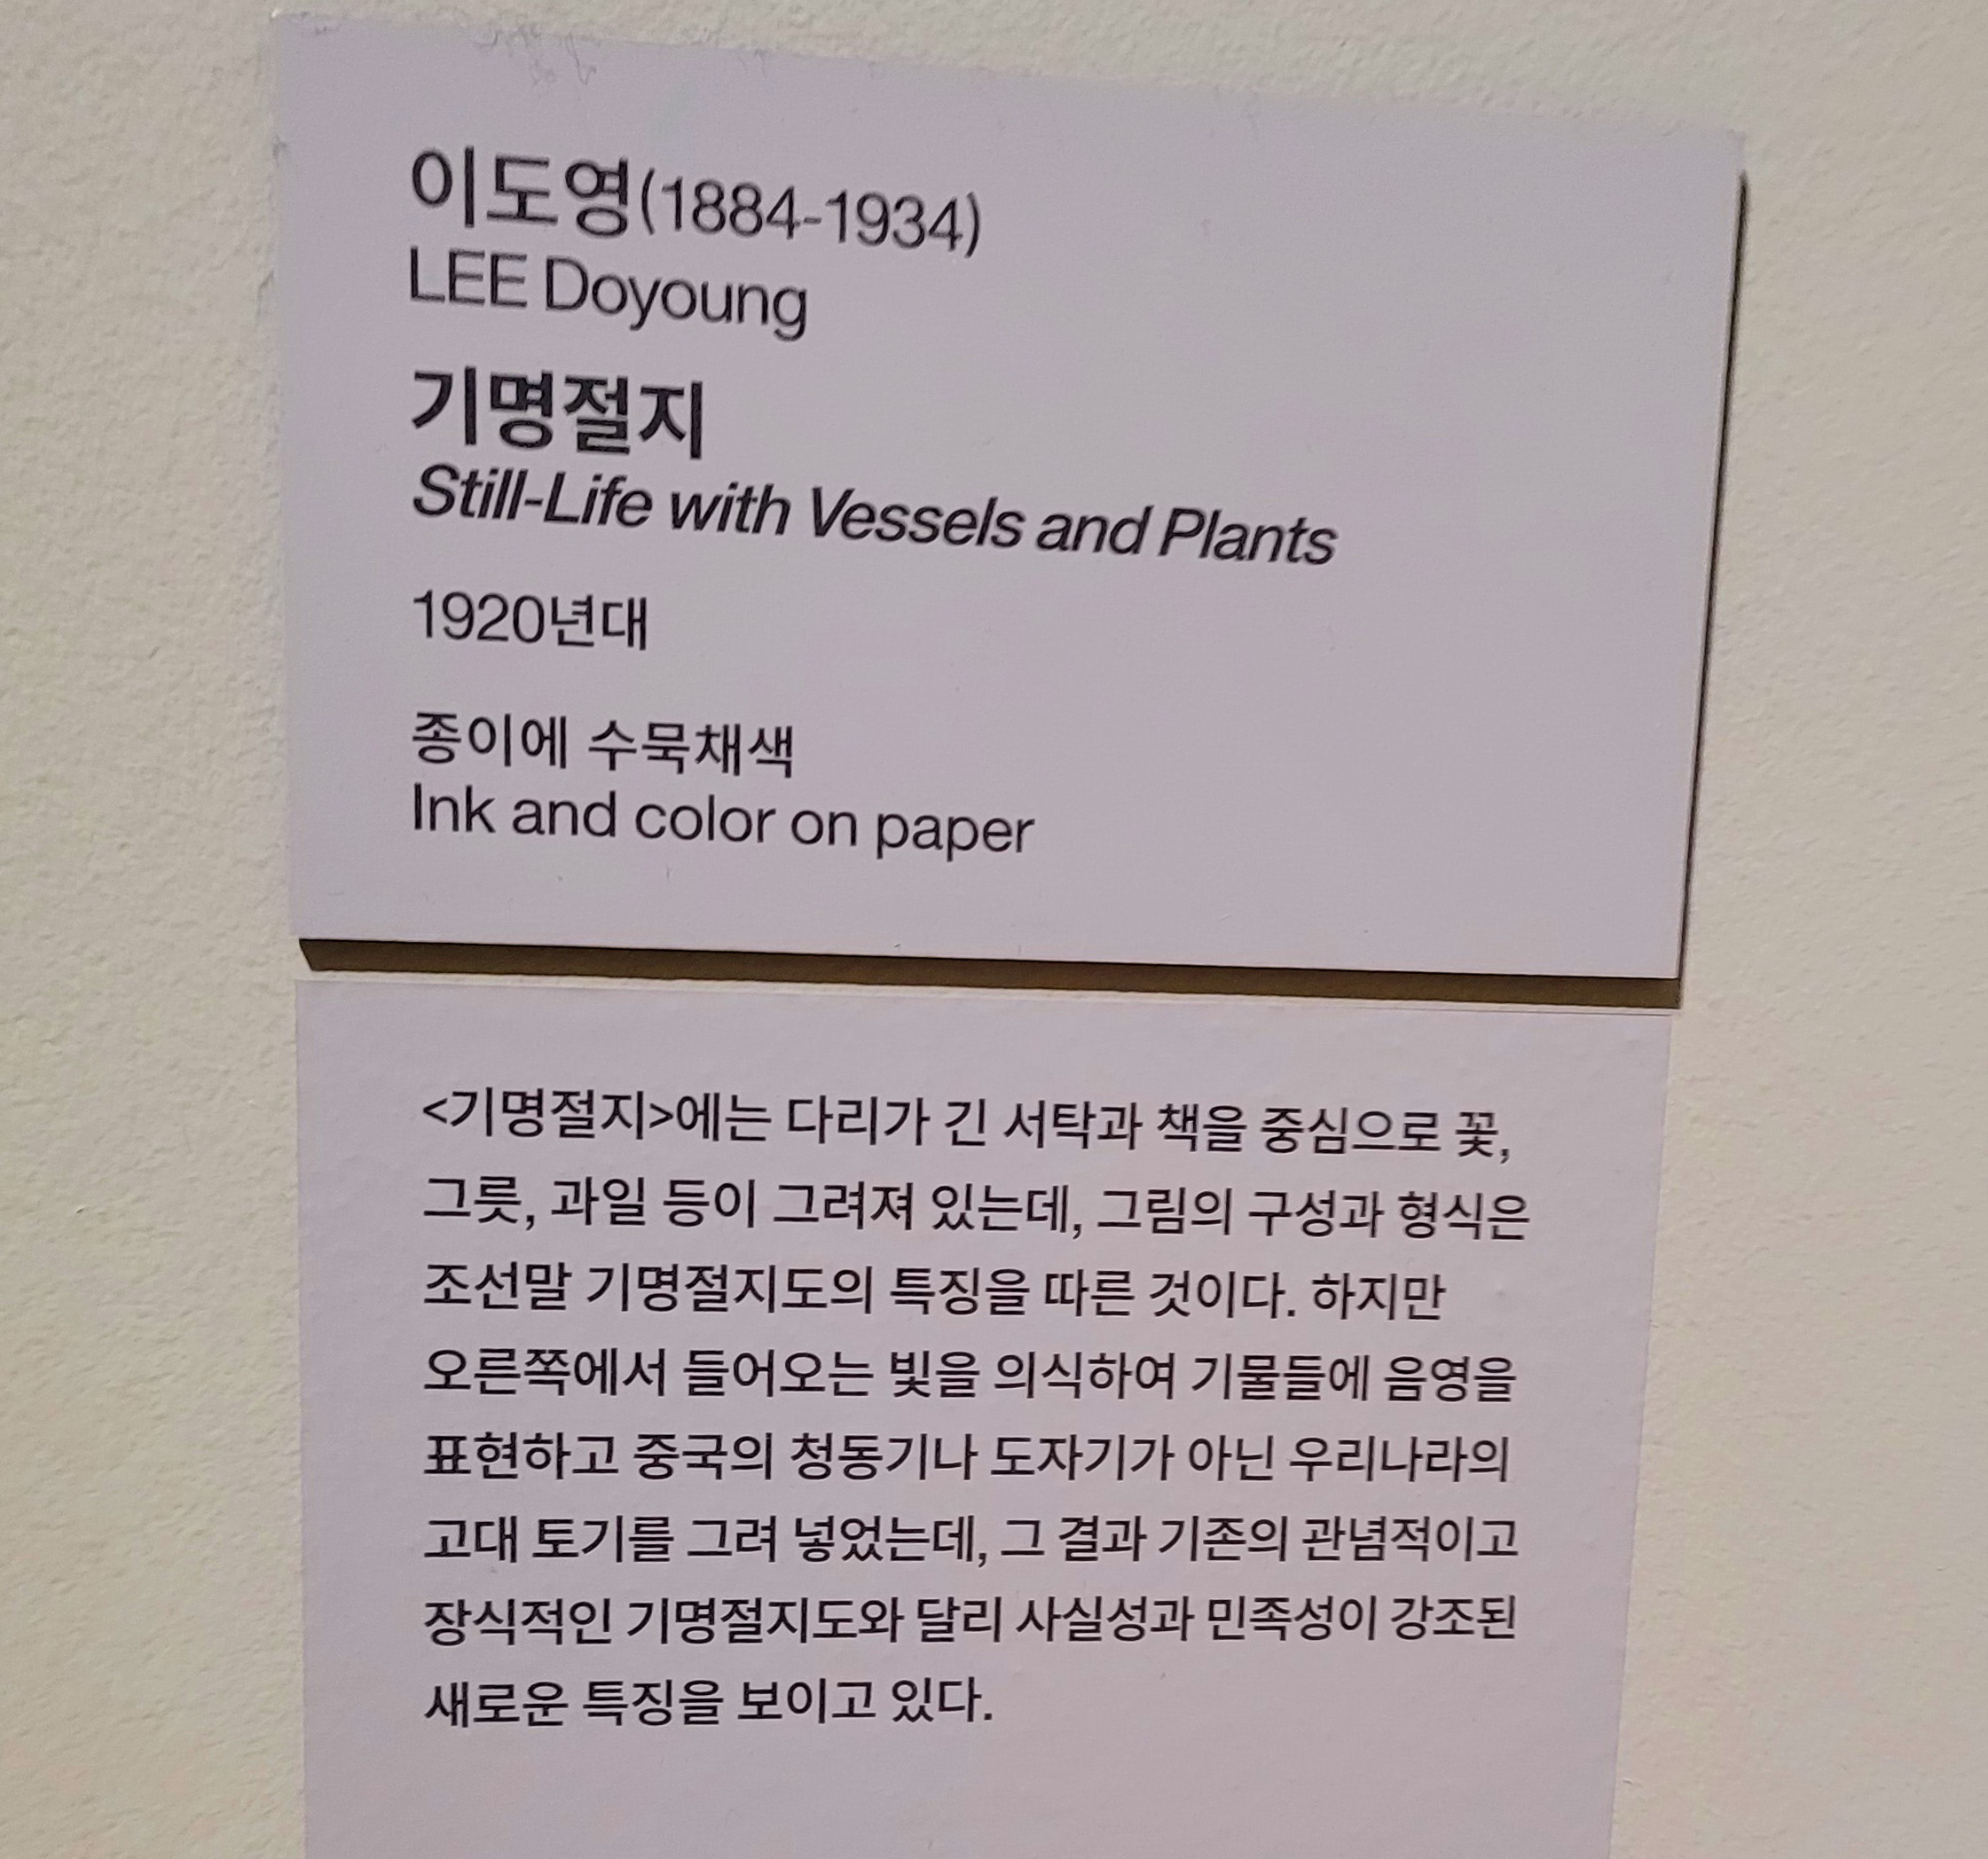 이도영(1884-1934)
LEE Doyoung
기명절지
Still-Life with Vessels and Plants
1920년대
종이에 수묵채색
Ink and color on paper
<기명절지>에는 다리가 긴 서탁과 책을 중심으로 꽃,
그릇, 과일 등이 그려져 있는데, 그림의 구성과 형식은
조선말 기명절지도의 특징을 따른 것이다. 하지만
오른쪽에서 들어오는 빛을 의식하여 기물들에 음영을
표현하고 중국의 청동기나 도자기가 아닌 우리나라의
고대 토기를 그려 넣었는데, 그 결과 기존의 관념적이고
장식적인 기명절지도와 달리 사실성과 민족성이 강조된
새로운 특징을 보이고 있다.